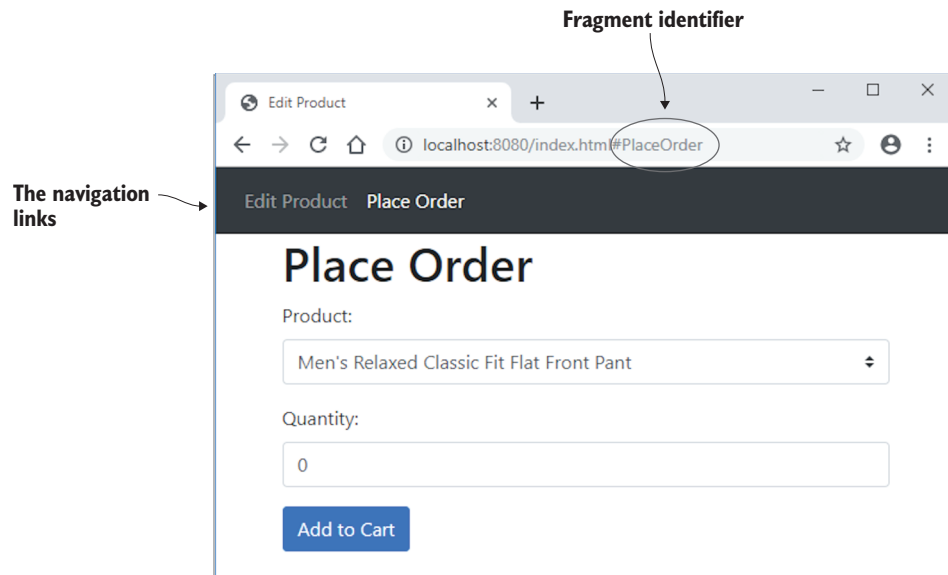 Fragment identifier
Edit Product
localhost:8080/index.html#PlaceOrder
The navigation
links
Edit Product Place Order
Place Order
Product:
Men's Relaxed Classic Fit Flat Front Pant
Quantity:
0
Add to Cart